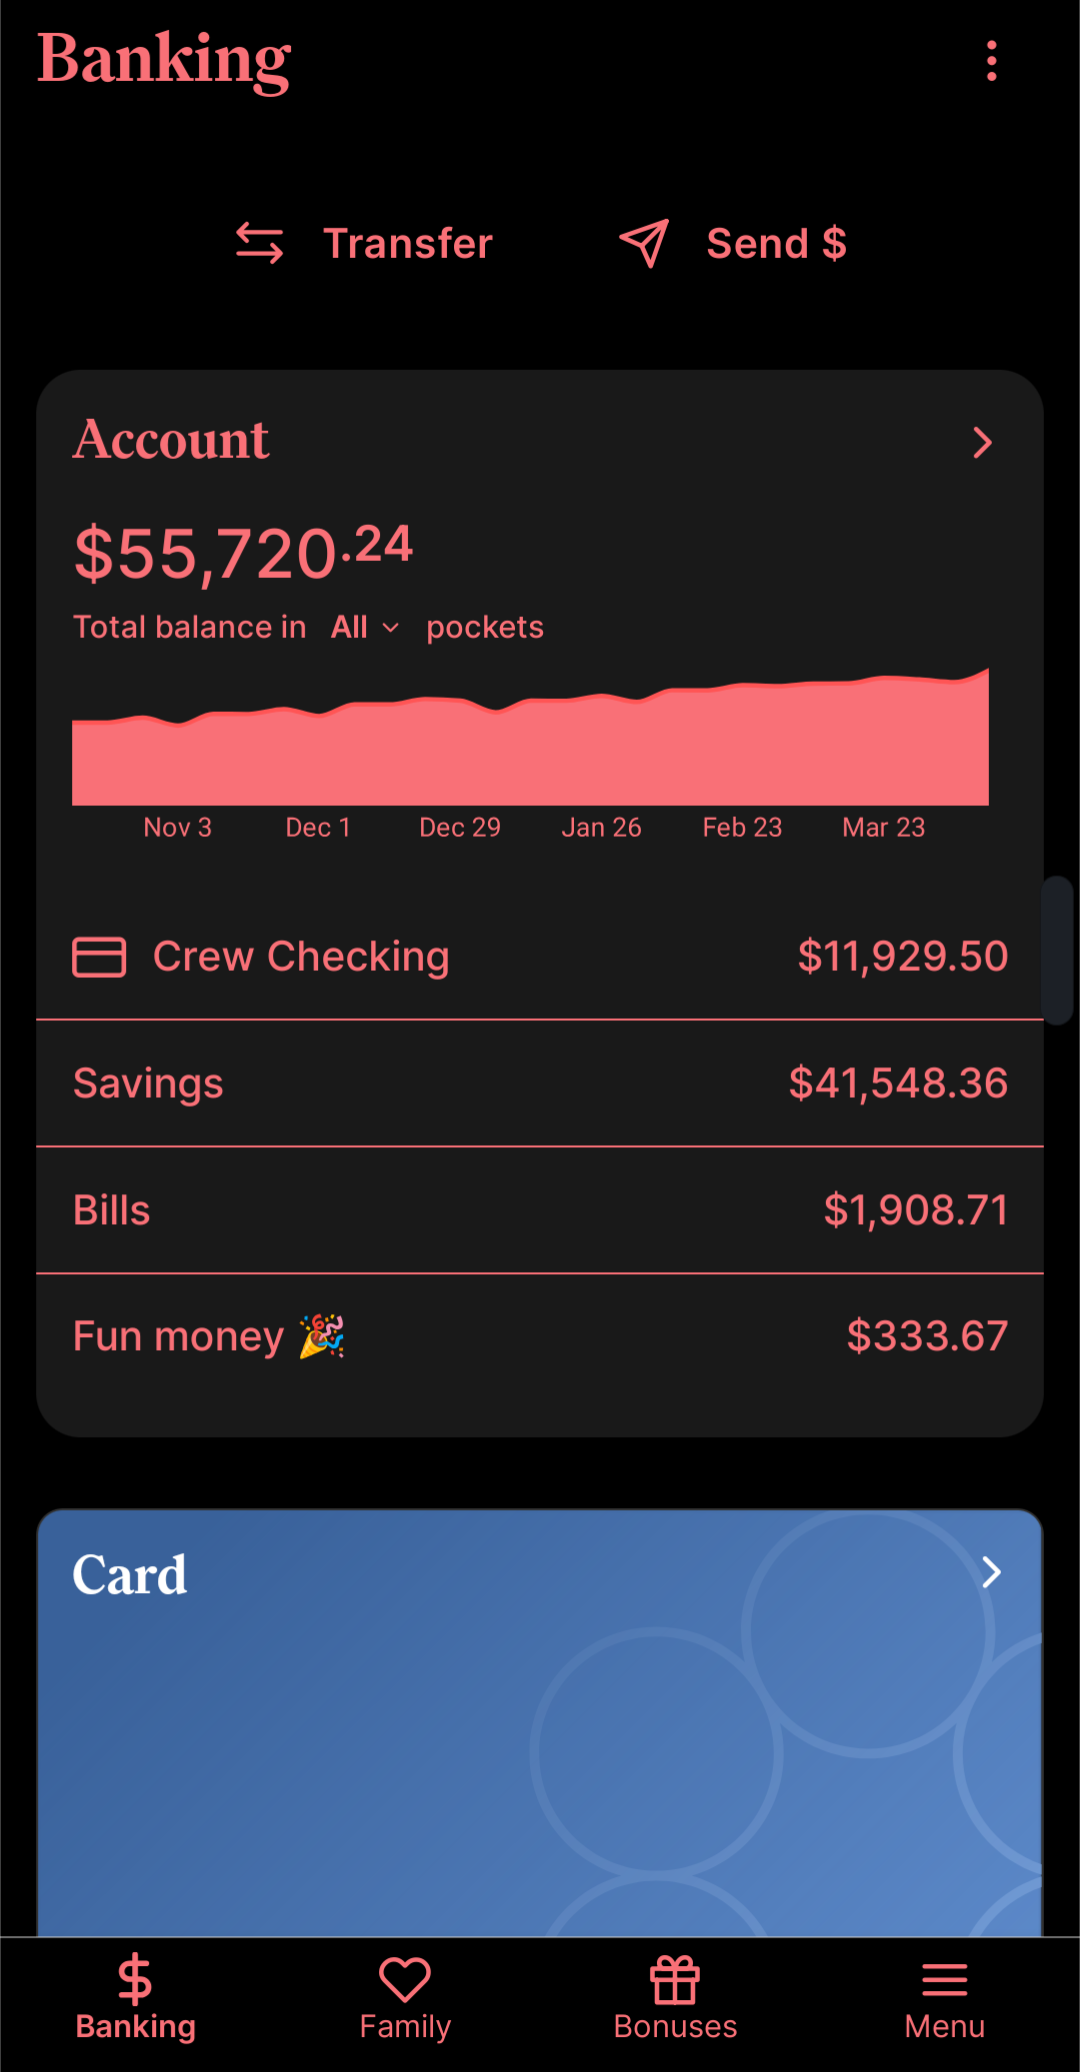 Banking
Transfer Send $
Account
$55,720.24
Total balance in All pockets
Nov 3 Dec 1 Dec 29 Jan 26 Feb 23 Mar 23
Crew Checking $11,929.50
Savings $41,548.36
Bills $1,908.71
Fun money 🎉 $333.67
Card
Banking Family Bonuses Menu